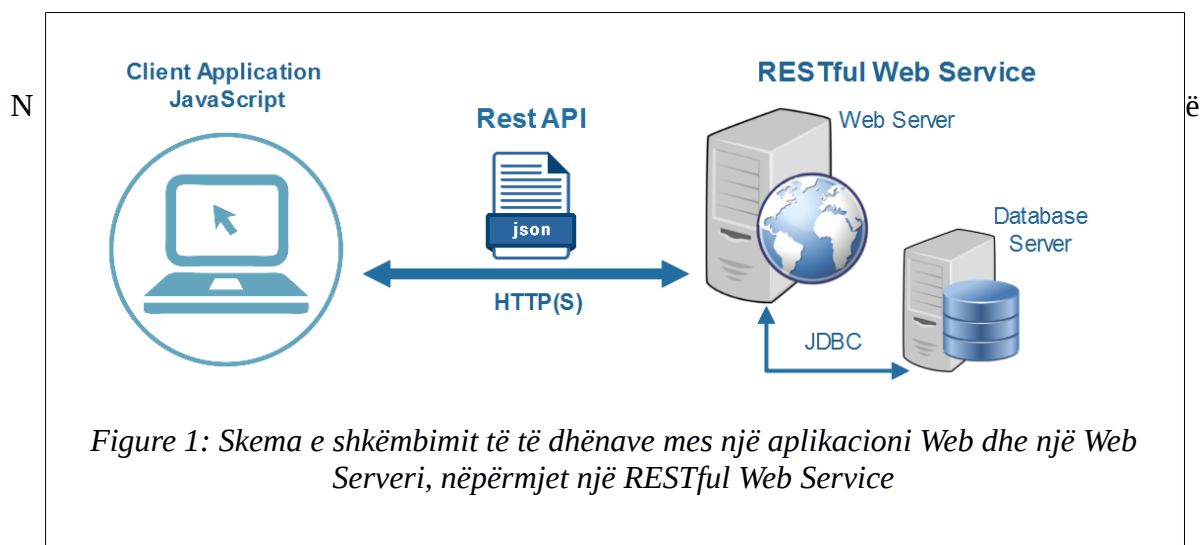 Client Application
JavaScript
RESTful Web Service
N
Rest API
Web Server
ë
json
Database
Server
HTTP(S)
JDBC
Figure 1: Skema e shkëmbimit të të dhënave mes një aplikacioni Web dhe një Web
Serveri, nëpërmjet një RESTful Web Service